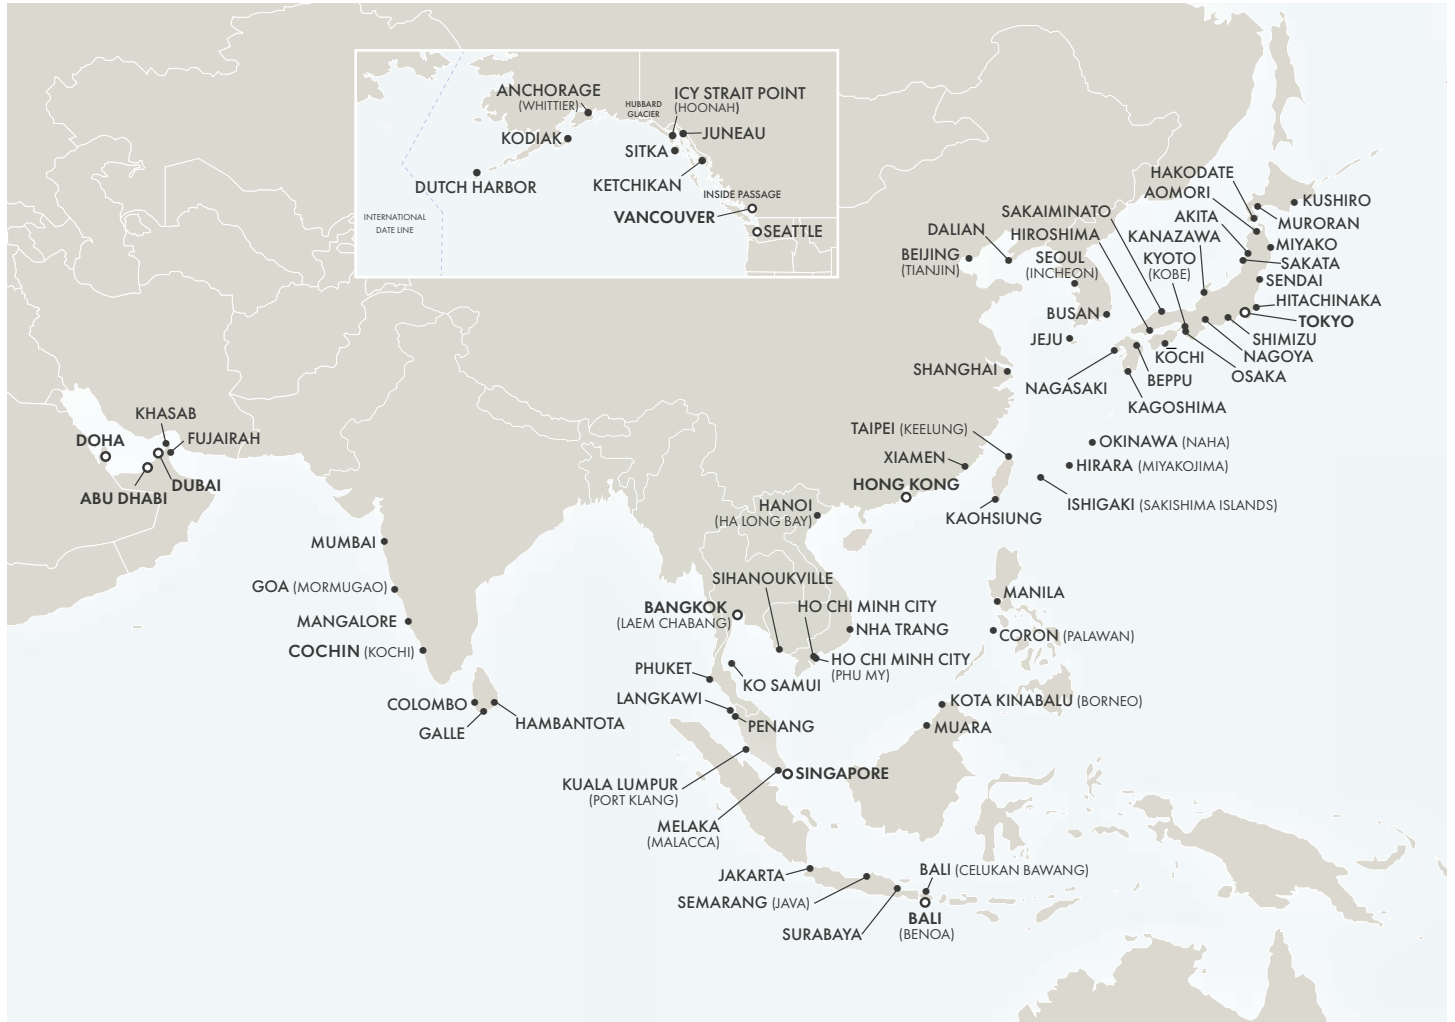 ANCHORAGE
(WHITTIER)
HUBBARD
GLACIER
ICY STRAIT POINT
(HOONAH)
KODIAK
JUNEAU
SITKA
DUTCH HARBOR
KETCHIKAN
INSIDE PASSAGE
INTERNATIONAL
DATE LINE
VANCOUVER
SEATTLE
HAKODATE
AOMORI
KUSHIRO
SAKAIMINATO
AKITA
MURORAN
DALIAN
HIROSHIMA
KANAZAWA
MIYAKO
BEIJING
(TIANJIN)
SEOUL
(INCHEON)
KYOTO
(KOBE)
SAKATA
SENDAI
HITACHINAKA
BUSAN
TOKYO
JEJU
SHIMIZU
KŌCHI
NAGOYA
SHANGHAI
NAGASAKI
BEPPU
OSAKA
KAGOSHIMA
KHASAB
DOHA
FUJAIRAH
ABU DHABI
DUBAI
TAIPEI (KEELUNG)
OKINAWA (NAHA)
XIAMEN
HIRARA (MIYAKOJIMA)
HONG KONG
ISHIGAKI (SAKISHIMA ISLANDS)
HANOI
(HA LONG BAY)
KAOHSIUNG
MUMBAI
GOA (MORMUGAO)
SIHANOUKVILLE
MANILA
BANGKOK
(LAEM CHABANG)
HO CHI MINH CITY
MANGALORE
NHA TRANG
CORON (PALAWAN)
COCHIN (KOCHI)
PHUKET
HO CHI MINH CITY
(PHU MY)
KO SAMUI
COLOMBO
LANGKAWI
KOTA KINABALU (BORNEO)
HAMBANTOTA
GALLE
PENANG
MUARA
SINGAPORE
KUALA LUMPUR
(PORT KLANG)
MELAKA
(MALACCA)
JAKARTA
BALI (CELUKAN BAWANG)
SEMARANG (JAVA)
BALI
(BENOA)
SURABAYA